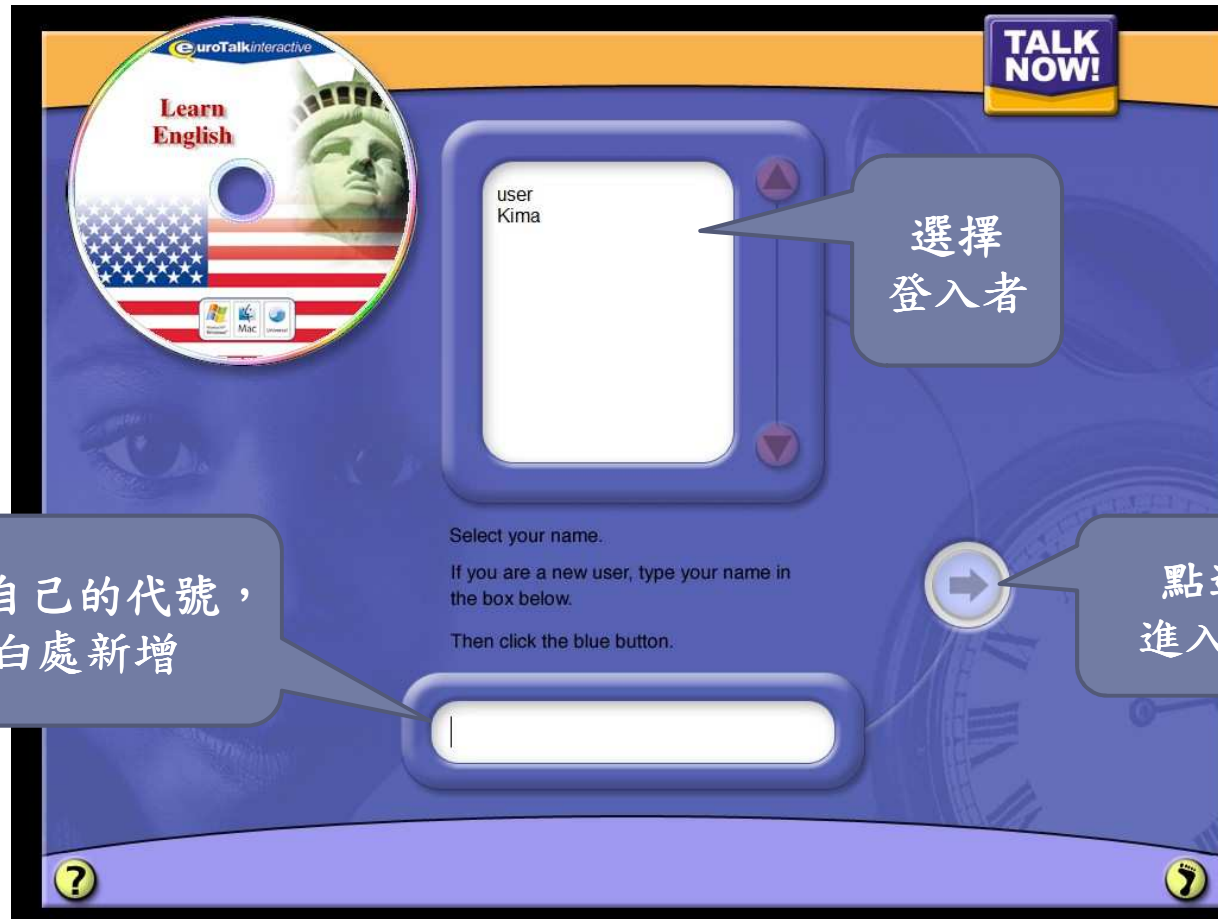 euroTalkinteractive
Learn
English
Mac
TALK
NOW!
user
Kima
選擇
登入者
Select your name.
If you are a new user, type your name in
the box below.
Then click the blue button.
自己的代號，
白處新增
點
進入
?